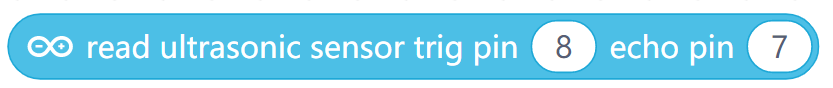 read ultrasonic sensor trig pin 8 echo pin 7